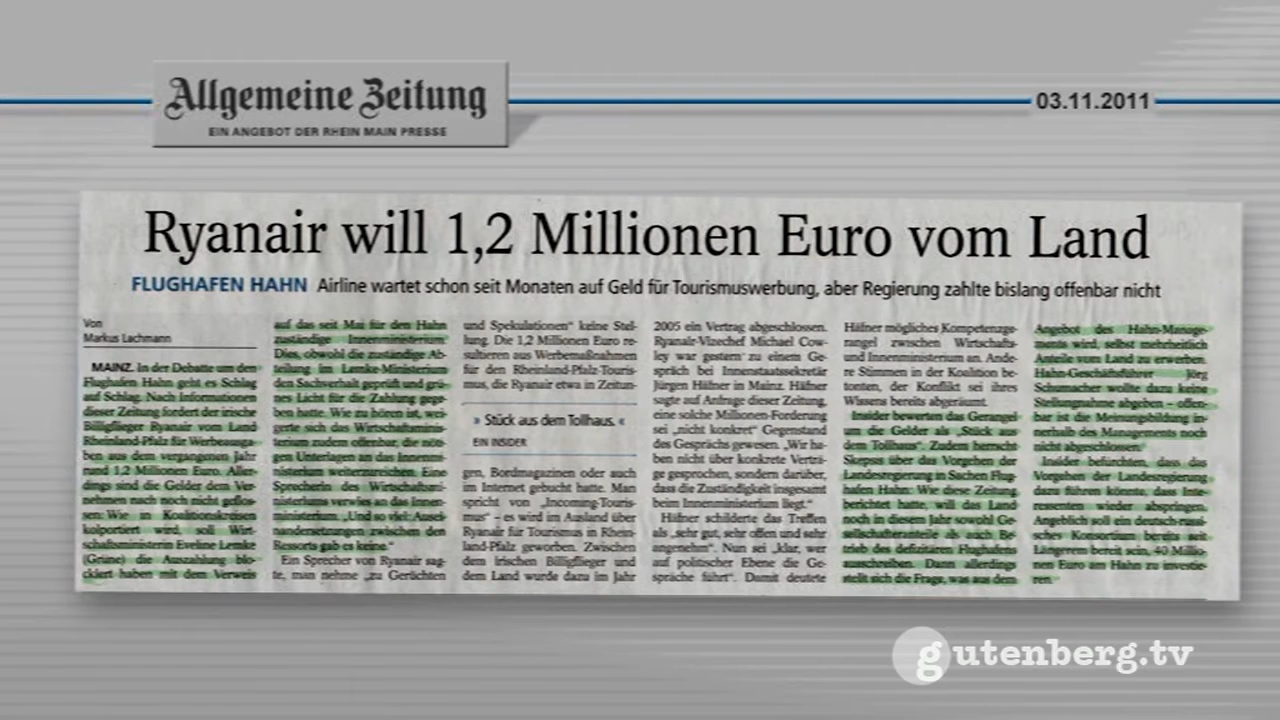 Allgemeine Zeitung
EIN ANGEBOT DER RHEIN MAIN PRESSE
03.11.2011
Ryanair will 1,2 Millionen Euro vom Land
FLUGHAFEN HAHN Airline wartet schon seit Monaten auf Geld für Tourismuswerbung, aber Regierung zahlte bislang offenbar nicht
Von
Markus Lachmann
MAINZ. In der Debatte um den
Flughafen Hahn geht es Schlag
auf Schlag. Nach Informationen
dieser Zeitung fordert der irische
Billigflieger Ryanair vom Land
Rheinland-Pfalz für Werbeausga-
ben aus dem vergangenen Jahr
rund 1,2 Millionen Euro. Aller-
dings sind die Gelder dem Ver-
nehmen nach noch nicht geflos-
sen: Wie in Koalitionskreisen
kolportiert wird, soll Wirt-
schaftsministerin Eveline Lemke
(Grüne) die Auszahlung blo-
ckiert haben mit dem Verweis
auf das seit Mai für den Hahn
zuständige Innenministerium.
Dies, obwohl die zuständige Ab-
teilung im Lemke-Ministerium
den Sachverhalt geprüft und grü-
nes Licht für die Zahlung gege-
ben hatte. Wie zu hören ist, wei-
gerte sich das Wirtschaftsminis-
terium zudem offenbar, die nöti-
gen Unterlagen an das Innenmi-
nisterium weiterzureichen. Eine
Sprecherin des Wirtschaftsmi-
nisteriums verwies an das Innen-
ministerium. „Und so viel: Ausei-
nandersetzungen zwischen den
Ressorts gab es keine.“
Ein Sprecher von Ryanair sag-
te, man nehme „zu Gerüchten
und Spekulationen“ keine Stel-
lung. Die 1,2 Millionen Euro re-
sultieren aus Werbemaßnahmen
für den Rheinland-Pfalz-Touris-
mus, die Ryanair etwa in Zeitun-
» Stück aus dem Tollhaus. «
EIN INSIDER
gen, Bordmagazinen oder auch
im Internet gebucht hatte. Man
spricht von „Incoming-Touris-
mus“ – es wird im Ausland über
Ryanair für Tourismus in Rhein-
land-Pfalz geworben. Zwischen
dem Irischen Billigflieger und
dem Land wurde dazu im Jahr
2005 ein Vertrag abgeschlossen.
Ryanair-Vizechef Michael Cow-
ley war gestern zu einem Ge-
spräch bei Innenstaatssekretär
Jürgen Häfner in Mainz. Häfner
sagte auf Anfrage dieser Zeitung,
eine solche Millionen-Forderung
sei „nicht konkret“ Gegenstand
des Gesprächs gewesen. „Wir ha-
ben nicht über konkrete Verträ-
ge gesprochen, sondern darüber,
dass die Zuständigkeit insgesamt
beim Innenministerium liegt.“
Häfner schilderte das Treffen
als „sehr gut, sehr offen und sehr
angenehm“. Nun sei „klar, wer
auf politischer Ebene die Ge-
spräche führt“. Damit deutete
Häfner mögliches Kompetenzge-
rangel zwischen Wirtschafts-
und Innenministerium an. Ande-
re Stimmen in der Koalition be-
tonten, der Konflikt sei ihres
Wissens bereits abgeräumt.
Insider bewerten das Gerangel
um die Gelder als „Stück aus
dem Tollhaus“. Zudem herrscht
Skepsis über das Vorgehen der
Landesregierung in Sachen Flug-
hafen Hahn: Wie diese Zeitung
berichtet hatte, will das Land
noch in diesem Jahr sowohl Ge-
sellschafteranteile als auch Be-
trieb des defizitären Flughafens
ausschreiben. Dann allerdings
stellt sich die Frage, was aus dem
Angebot des Hahn-Manage-
ments wird, selbst mehrheitlich
Anteile vom Land zu erwerben.
Hahn-Geschäftsführer Jörg
Schumacher wollte dazu keine
Stellungnahme abgeben – offen-
bar ist die Meinungsbildung in-
nerhalb des Managements noch
nicht abgeschlossen.
Insider befürchten, dass das
Vorgehen der Landesregierung
dazu führen könnte, dass Inte-
ressenten wieder abspringen.
Angeblich soll ein deutsch-russi-
sches Konsortium bereits seit
Längerem bereit sein, 40 Millio-
nen Euro am Hahn zu investie-
ren.
gutenberg.tv